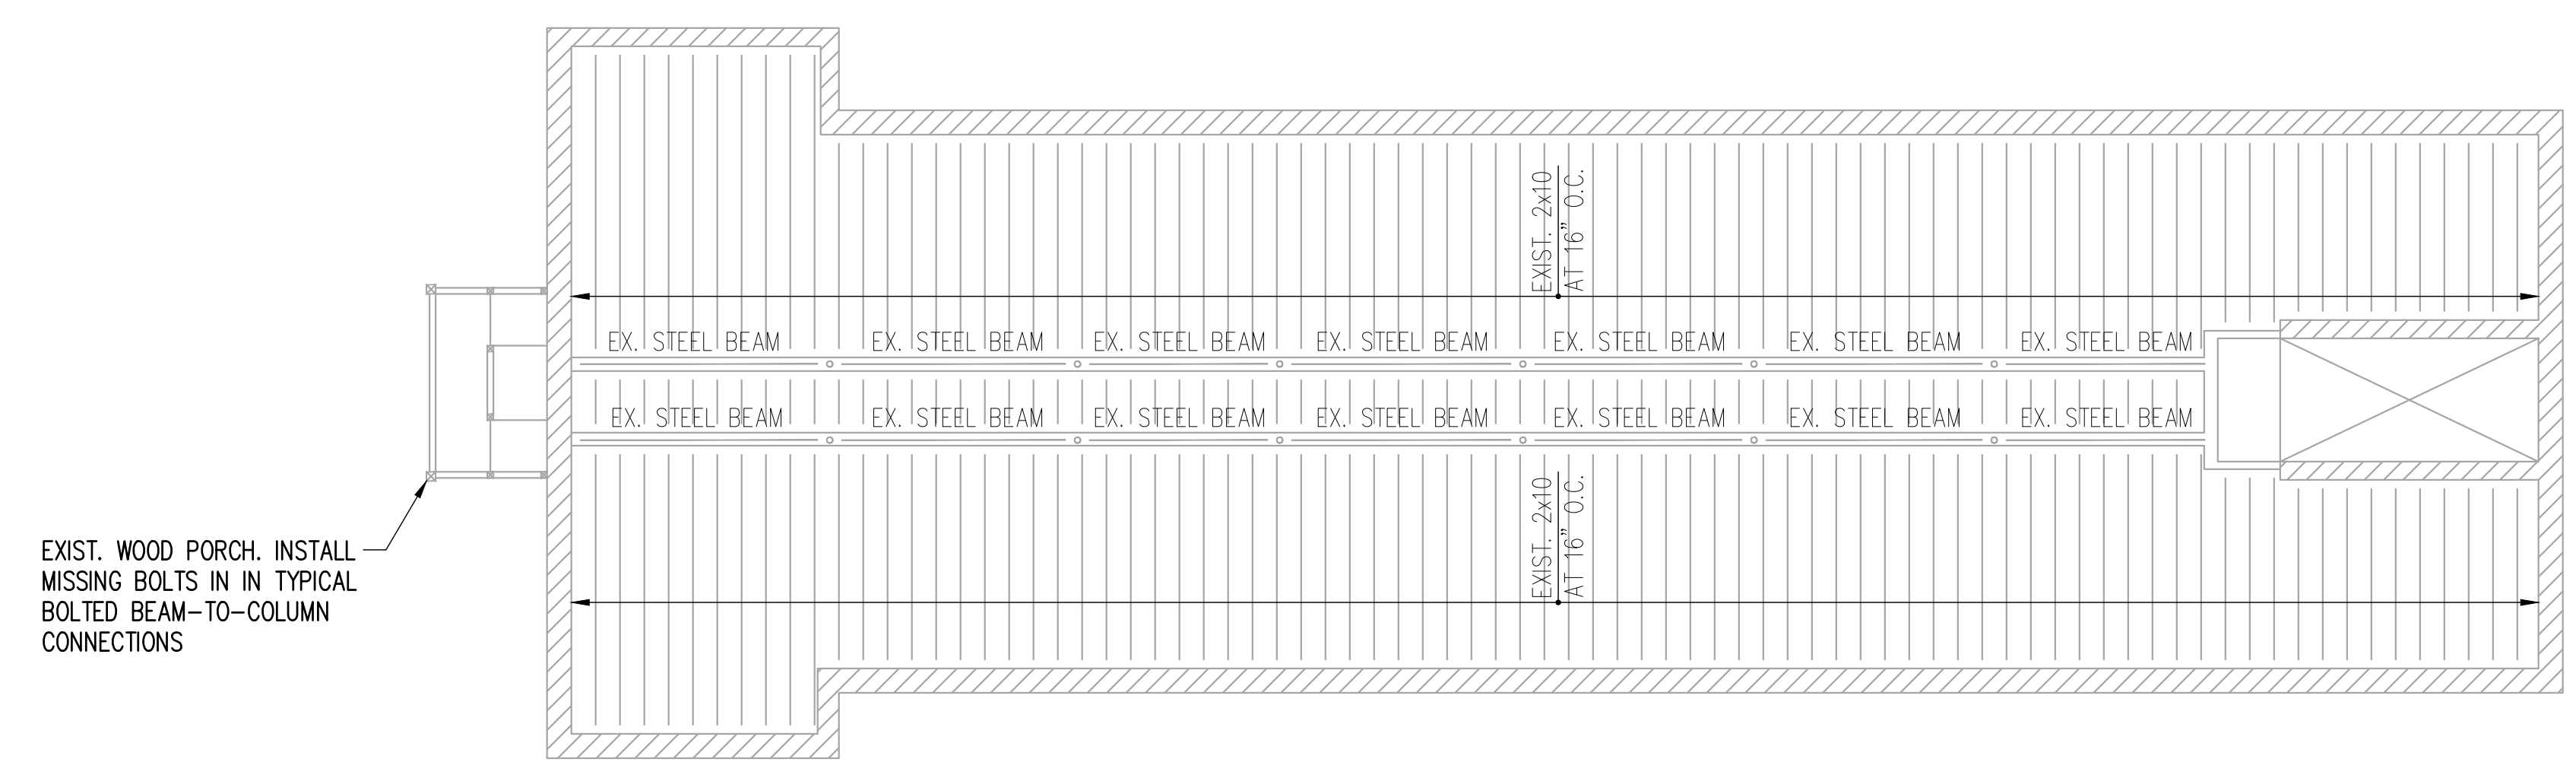 EXIST. 2x10
AT 16" O.C.
EX. STEEL BEAM EX. STEEL BEAM EX. STEEL BEAM EX. STEEL BEAM EX. STEEL BEAM EX. STEEL BEAM EX. STEEL BEAM
EX. STEEL BEAM EX. STEEL BEAM EX. STEEL BEAM EX. STEEL BEAM EX. STEEL BEAM EX. STEEL BEAM EX. STEEL BEAM
EXIST. 2x10
AT 16" O.C.
EXIST. WOOD PORCH. INSTALL
MISSING BOLTS IN IN TYPICAL
BOLTED BEAM-TO-COLUMN
CONNECTIONS